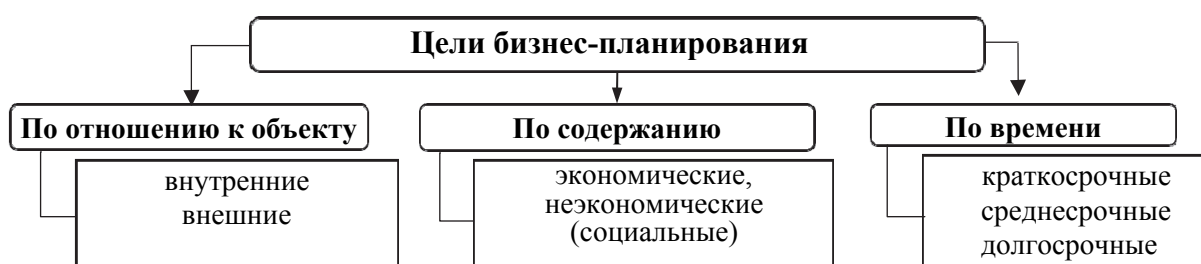 Цели бизнес-планирования
По отношению к объекту
внутренние
внешние
По содержанию
экономические,
неэкономические
(социальные)
По времени
краткосрочные
среднесрочные
долгосрочные